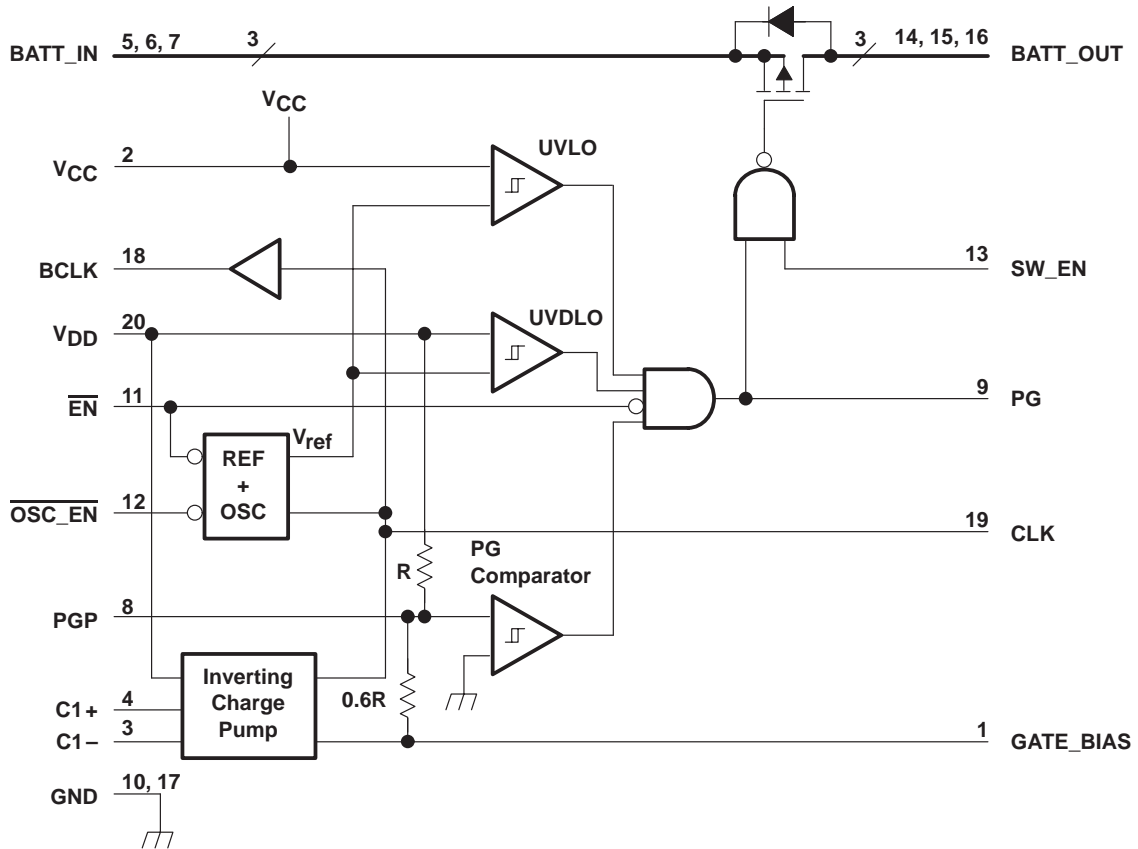 BATT_IN 5, 6, 7 3 3 14, 15, 16 BATT_OUT
VCC
VCC 2 UVLO
BCLK 18 13 SW_EN
VDD 20 UVDLO
EN 11 9 PG
Vref
REF
+
OSC
OSC_EN 12 19 CLK
R
PG
Comparator
PGP 8
Inverting
Charge
Pump
0.6R
C1+ 4
C1− 3 1 GATE_BIAS
GND 10, 17